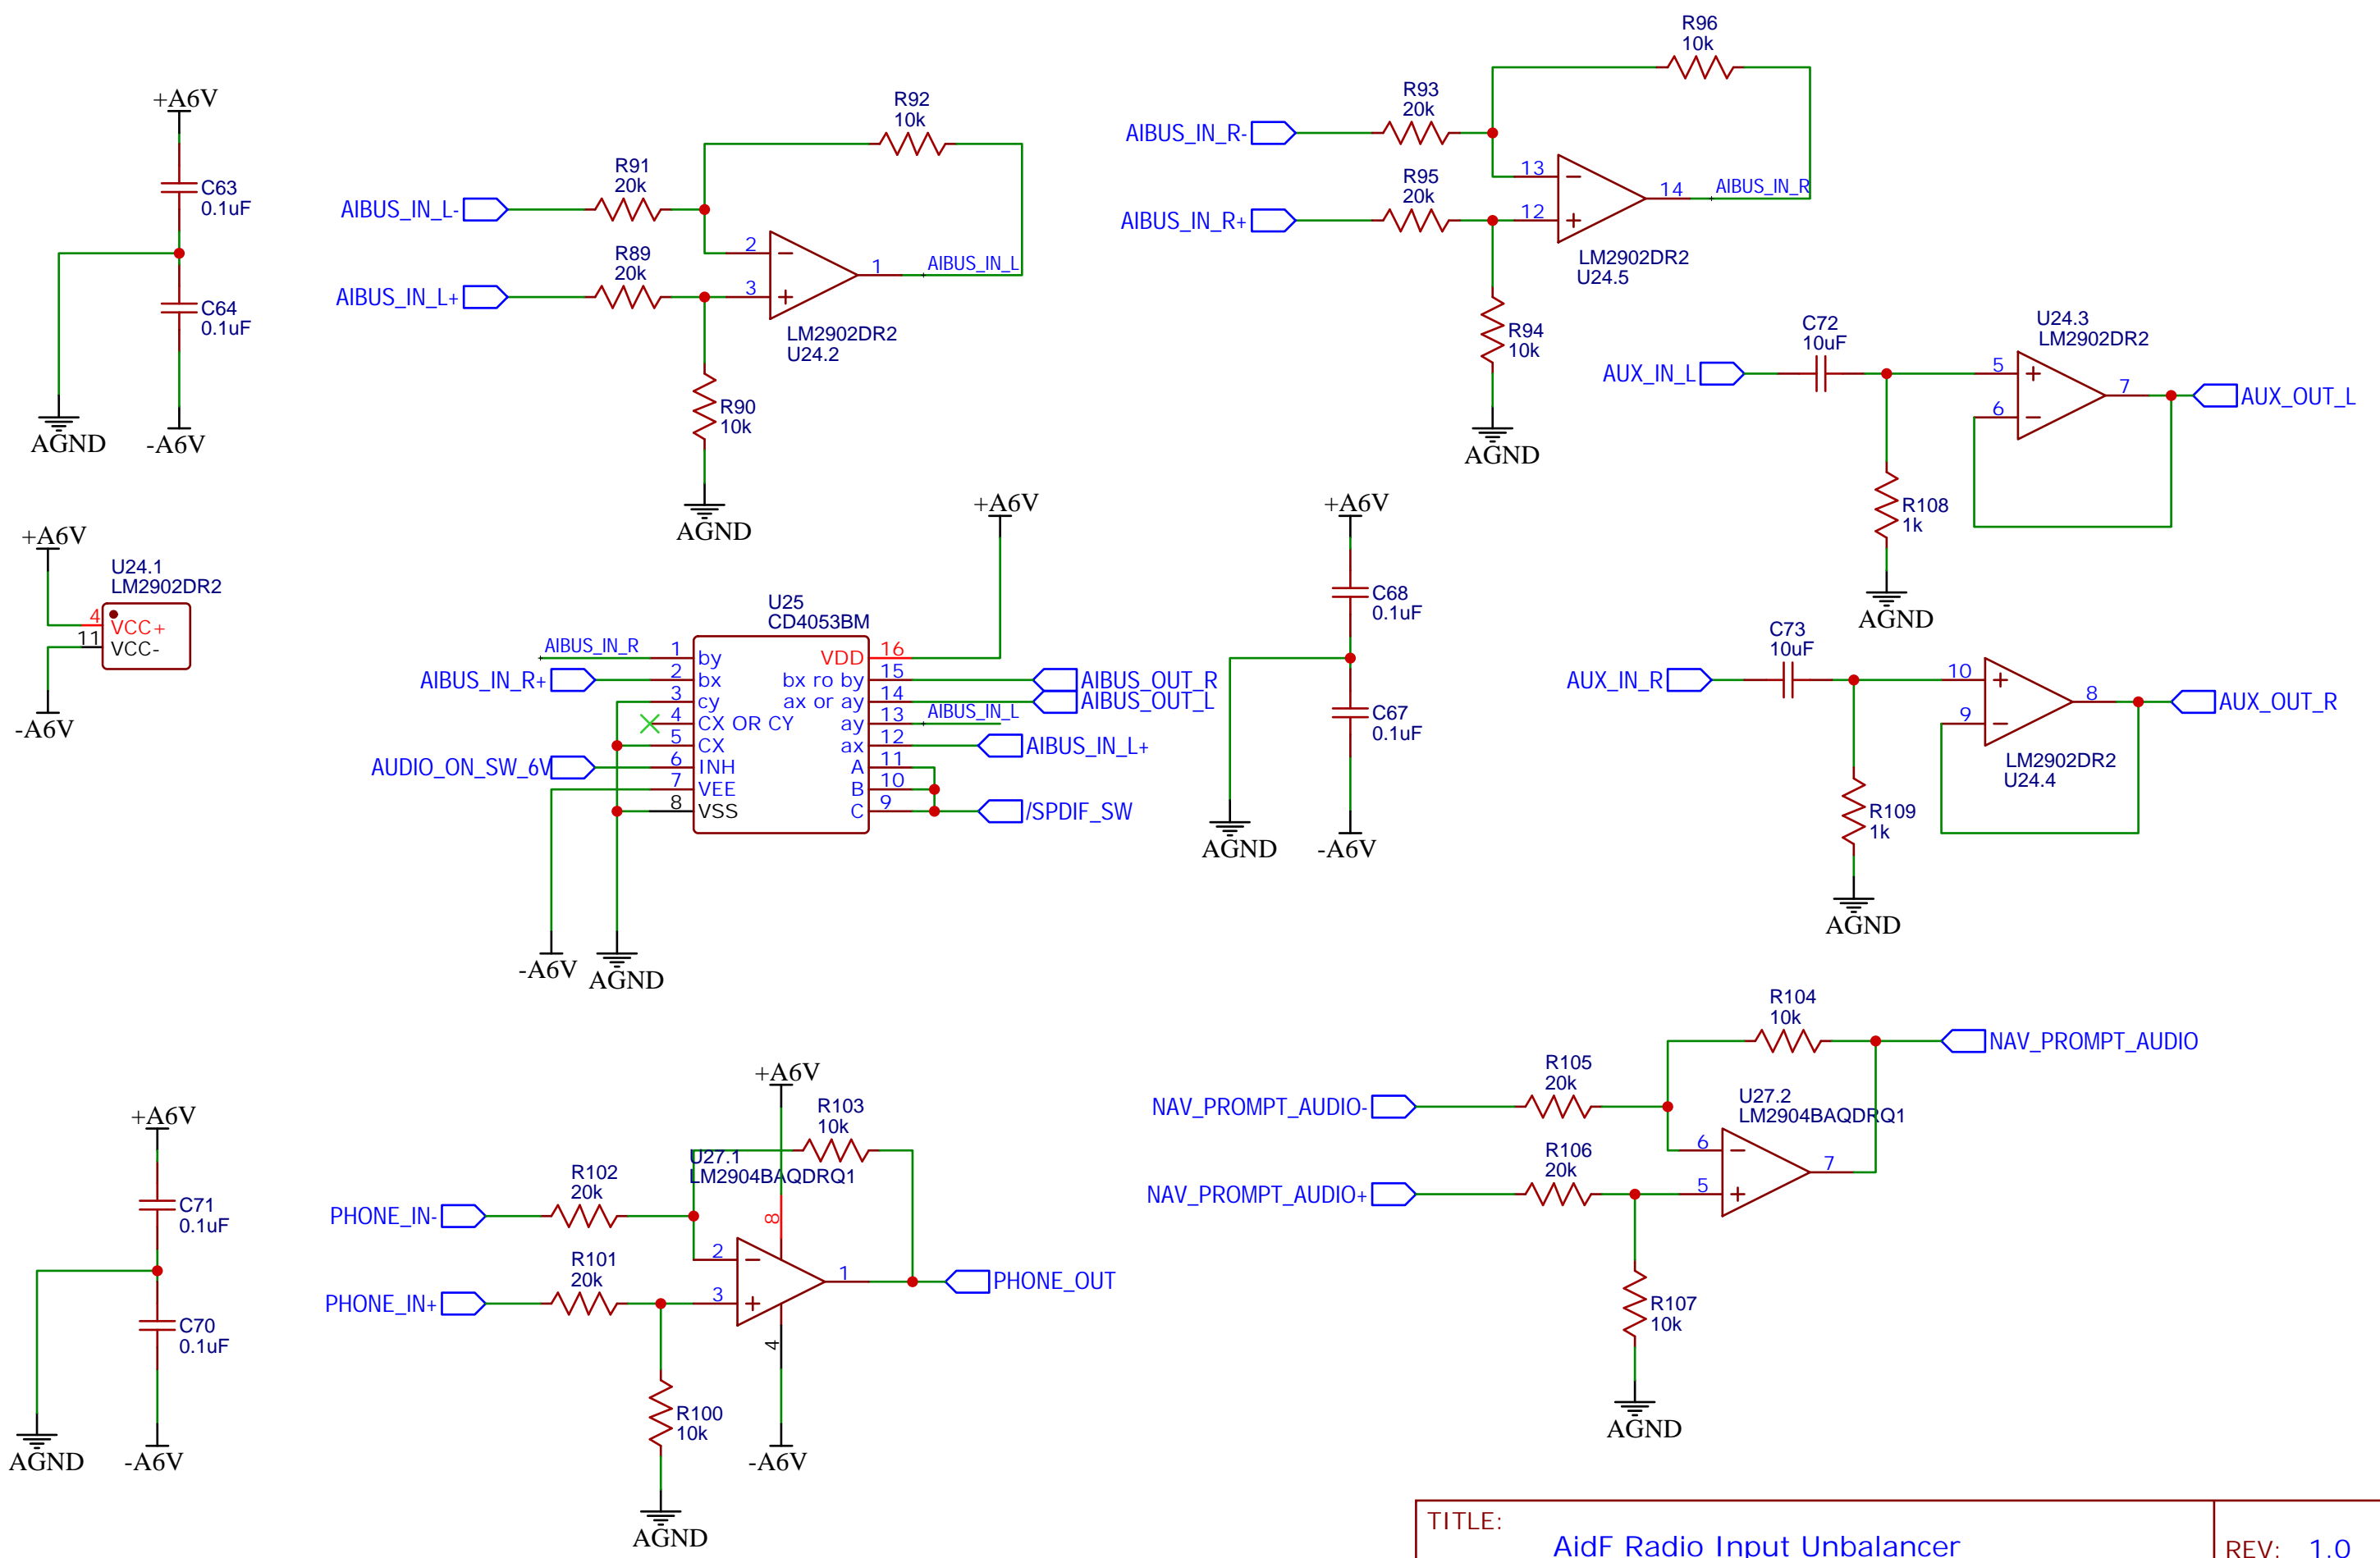 +A6V
C63
0.1uF
C64
0.1uF
AGND
-A6V
R92
10k
R91
20k
AIBUS_IN_L-
R89
20k
AIBUS_IN_L+
2
3
1
AIBUS_IN_L
LM2902DR2
U24.2
R90
10k
AGND
R96
10k
R93
20k
AIBUS_IN_R-
R95
20k
AIBUS_IN_R+
13
12
14
AIBUS_IN_R
LM2902DR2
U24.5
R94
10k
AGND
U24.3
LM2902DR2
C72
10uF
AUX_IN_L
5
6
7
AUX_OUT_L
R108
1k
AGND
+A6V
U24.1
LM2902DR2
4
VCC+
11
VCC-
-A6V
+A6V
U25
CD4053BM
AIBUS_IN_R
1
by
VDD
16
AIBUS_IN_R+
2
bx
bx ro by
15
AIBUS_OUT_R
3
cy
ax or ay
14
AIBUS_OUT_L
4
CX OR CY
ay
13
AIBUS_IN_L
5
CX
ax
12
AIBUS_IN_L+
AUDIO_ON_SW_6V
6
INH
A
11
7
VEE
B
10
8
VSS
C
9
/SPDIF_SW
-A6V
AGND
+A6V
C68
0.1uF
C67
0.1uF
AGND
-A6V
C73
10uF
AUX_IN_R
10
9
8
AUX_OUT_R
LM2902DR2
U24.4
R109
1k
AGND
+A6V
C71
0.1uF
C70
0.1uF
AGND
-A6V
+A6V
R103
10k
U27.1
LM2904BAQDRQ1
R102
20k
PHONE_IN-
8
R101
20k
PHONE_IN+
2
3
1
PHONE_OUT
4
R100
10k
-A6V
AGND
R104
10k
NAV_PROMPT_AUDIO
R105
20k
NAV_PROMPT_AUDIO-
U27.2
LM2904BAQDRQ1
R106
20k
NAV_PROMPT_AUDIO+
6
5
7
R107
10k
AGND
TITLE:
AidF Radio Input Unbalancer
REV: 1.0